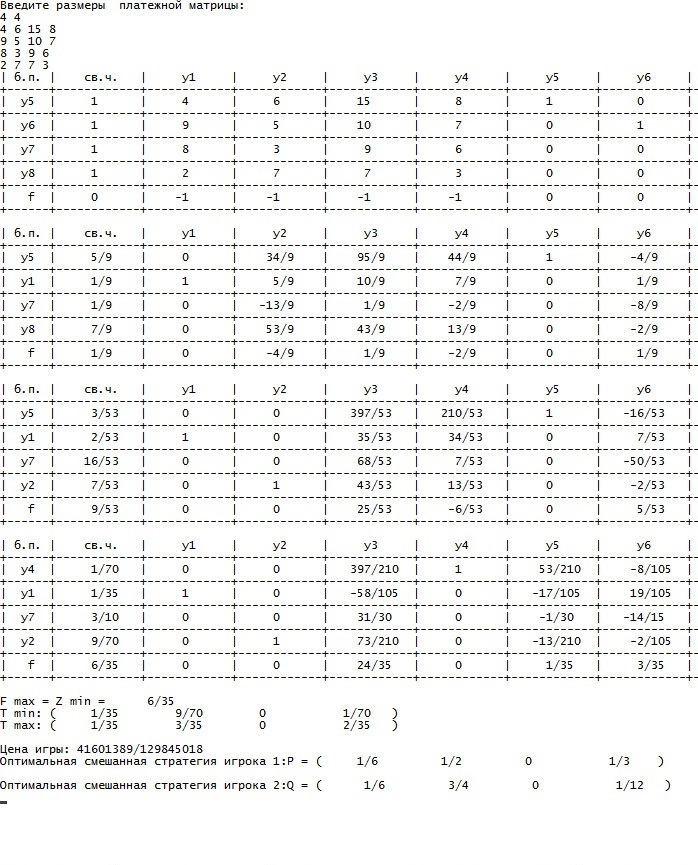 Введите размеры платежной матрицы:
4 4
4 6 15 8
9 5 10 7
8 3 9 6
2 7 7 3
| б.п. | св.ч. | y1 | y2 | y3 | y4 | y5 | y6 |
| y5 | 1 | 4 | 6 | 15 | 8 | 1 | 0 |
| y6 | 1 | 9 | 5 | 10 | 7 | 0 | 1 |
| y7 | 1 | 8 | 3 | 9 | 6 | 0 | 0 |
| y8 | 1 | 2 | 7 | 7 | 3 | 0 | 0 |
| f | 0 | -1 | -1 | -1 | -1 | 0 | 0 |
| б.п. | св.ч. | y1 | y2 | y3 | y4 | y5 | y6 |
| y5 | 5/9 | 0 | 34/9 | 95/9 | 44/9 | 1 | -4/9 |
| y1 | 1/9 | 1 | 5/9 | 10/9 | 7/9 | 0 | 1/9 |
| y7 | 1/9 | 0 | -13/9 | 1/9 | -2/9 | 0 | -8/9 |
| y8 | 7/9 | 0 | 53/9 | 43/9 | 13/9 | 0 | -2/9 |
| f | 1/9 | 0 | -4/9 | 1/9 | -2/9 | 0 | 1/9 |
| б.п. | св.ч. | y1 | y2 | y3 | y4 | y5 | y6 |
| y5 | 3/53 | 0 | 0 | 397/53 | 210/53 | 1 | -16/53 |
| y1 | 2/53 | 1 | 0 | 35/53 | 34/53 | 0 | 7/53 |
| y7 | 16/53 | 0 | 0 | 68/53 | 7/53 | 0 | -50/53 |
| y2 | 7/53 | 0 | 1 | 43/53 | 13/53 | 0 | -2/53 |
| f | 9/53 | 0 | 0 | 25/53 | -6/53 | 0 | 5/53 |
| б.п. | св.ч. | y1 | y2 | y3 | y4 | y5 | y6 |
| y4 | 1/70 | 0 | 0 | 397/210 | 1 | 53/210 | -8/105 |
| y1 | 1/35 | 1 | 0 | -58/105 | 0 | -17/105 | 19/105 |
| y7 | 3/10 | 0 | 0 | 31/30 | 0 | -1/30 | -14/15 |
| y2 | 9/70 | 0 | 1 | 73/210 | 0 | -13/210 | -2/105 |
| f | 6/35 | 0 | 0 | 24/35 | 0 | 1/35 | 3/35 |
F max = Z min = 6/35
T min: ( 1/35 9/70 0 1/70 )
T max: ( 1/35 3/35 0 2/35 )
Цена игры: 41601389/129845018
Оптимальная смешанная стратегия игрока 1:P = ( 1/6 1/2 0 1/3 )
Оптимальная смешанная стратегия игрока 2:Q = ( 1/6 3/4 0 1/12 )